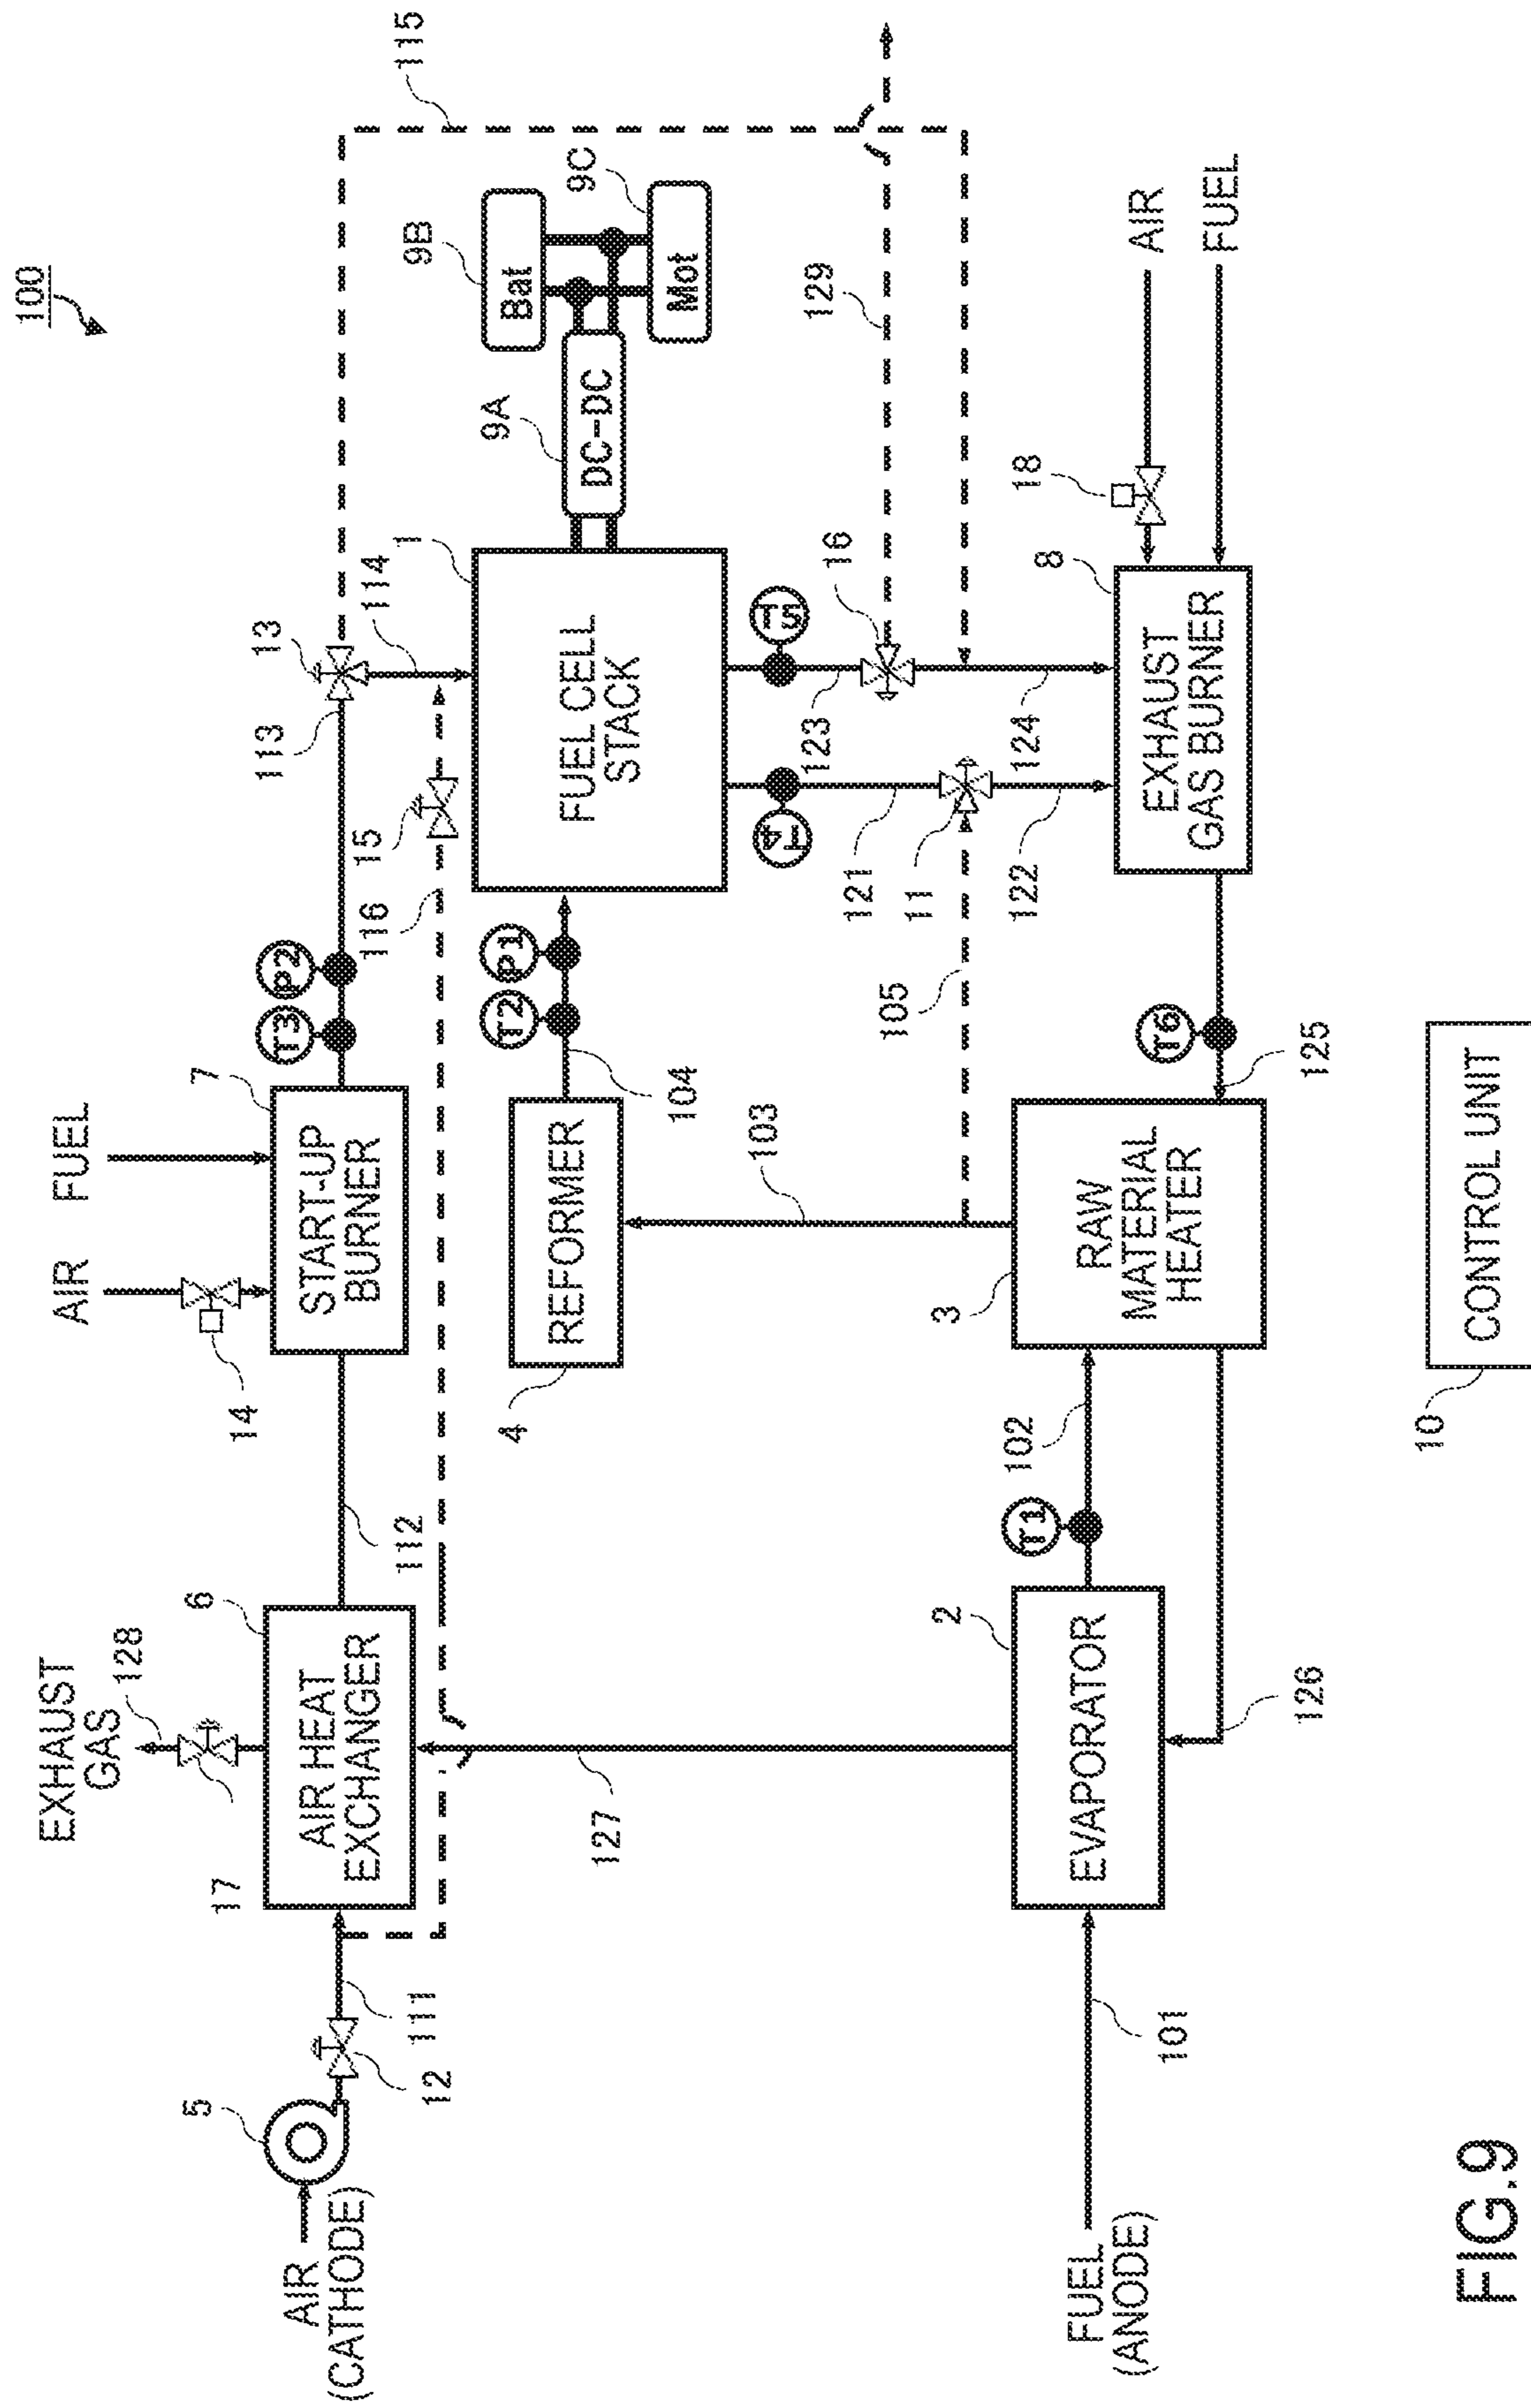 100
EXHAUST
GAS
128
17
AIR
FUEL
14
7
START-UP
BURNER
6
AIR HEAT
EXCHANGER
5
AIR
(CATHODE)
12
111
112
T3
P2
113
13
114
115
15
116
1
FUEL CELL
STACK
9A
DC-DC
9B
Bat
9C
Mot
T2
P1
104
4
REFORMER
103
127
105
T4
T5
121
123
11
16
129
122
124
18
AIR
FUEL
8
EXHAUST
GAS BURNER
T6
125
3
RAW
MATERIAL
HEATER
102
T1
2
EVAPORATOR
126
FUEL
(ANODE)
101
10
CONTROL UNIT
FIG.9